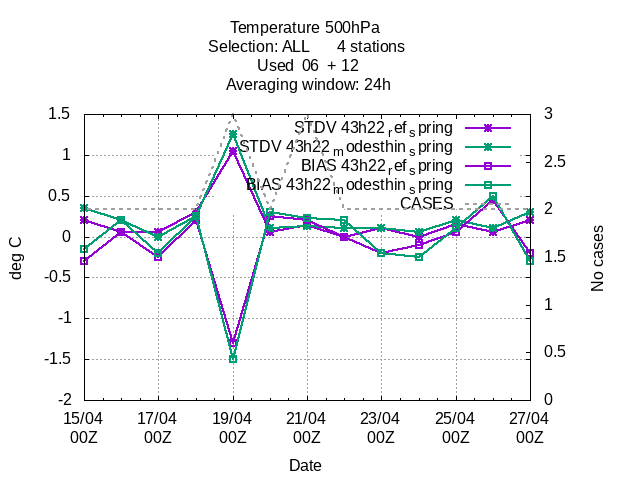 Temperature 500hPa
Selection: ALL 4 stations
Used 06 + 12
Averaging window: 24h
STDV 43h22_ref_spring
STDV 43h22_modesthin_spring
BIAS 43h22_ref_spring
BIAS 43h22_modesthin_spring
CASES
1.5
1
0.5
0
-0.5
-1
-1.5
-2
deg C
3
2.5
2
1.5
1
0.5
0
No cases
15/04 17/04 19/04 21/04 23/04 25/04 27/04
00Z 00Z 00Z 00Z 00Z 00Z 00Z
Date